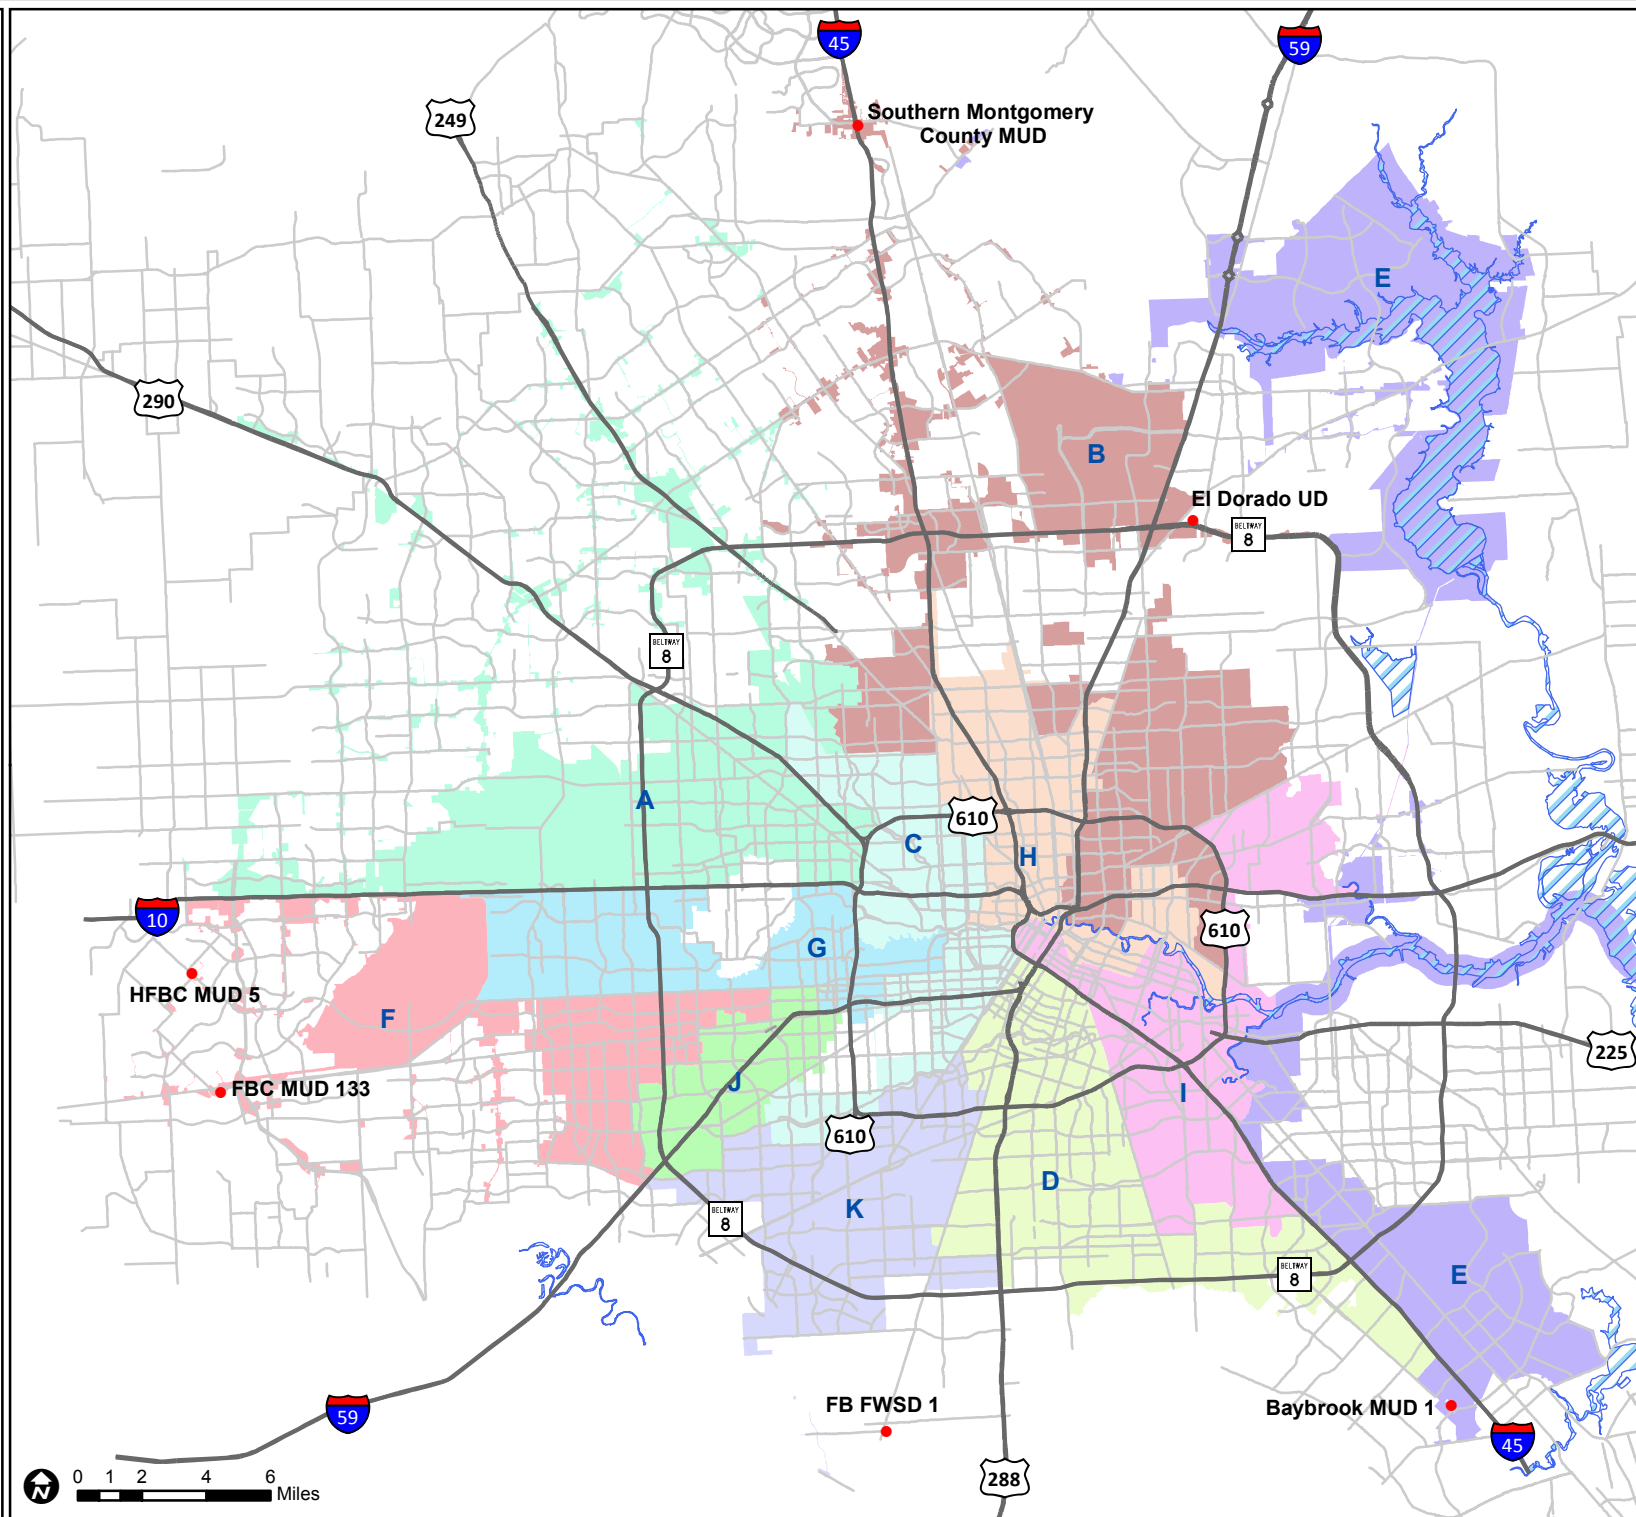 45
59
249
Southern Montgomery
County MUD
E
290
B
El Dorado UD
BELTWAY
8
BELTWAY
8
A
610
C
H
10
610
G
HFBC MUD 5
F
225
FBC MUD 133
J
I
610
D
K
BELTWAY
8
BELTWAY
8
E
FB FWSD 1
Baybrook MUD 1
59
45
288
N
0 1 2 4 6
Miles